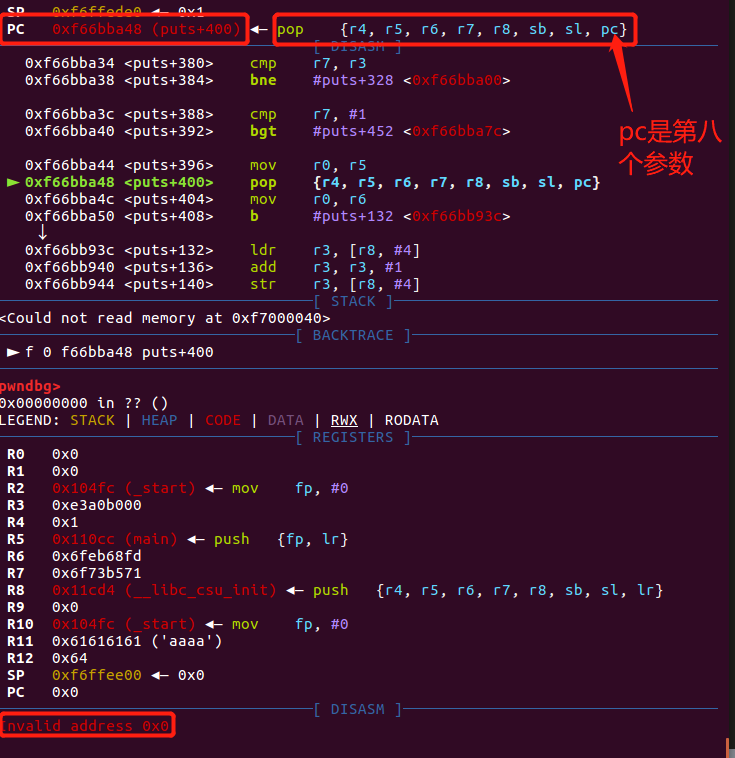 SP 0xf6ffede0 ← 0x1
PC 0xf66bba48 (puts+400) ← pop {r4, r5, r6, r7, r8, sb, sl, pc}
[ DISASM ]
0xf66bba34 <puts+380> cmp r7, r3
0xf66bba38 <puts+384> bne #puts+328 <0xf66bba00>
0xf66bba3c <puts+388> cmp r7, #1
0xf66bba40 <puts+392> bgt #puts+452 <0xf66bba7c>
pc是第八
个参数
0xf66bba44 <puts+396> mov r0, r5
► 0xf66bba48 <puts+400> pop {r4, r5, r6, r7, r8, sb, sl, pc}
0xf66bba4c <puts+404> mov r0, r6
0xf66bba50 <puts+408> b #puts+132 <0xf66bb93c>
↓
0xf66bb93c <puts+132> ldr r3, [r8, #4]
0xf66bb940 <puts+136> add r3, r3, #1
0xf66bb944 <puts+140> str r3, [r8, #4]
[ STACK ]
<Could not read memory at 0xf7000040>
[ BACKTRACE ]
► f 0 f66bba48 puts+400
pwndbg>
0x00000000 in ?? ()
LEGEND: STACK | HEAP | CODE | DATA | RWX | RODATA
[ REGISTERS ]
R0 0x0
R1 0x0
R2 0x104fc (_start) ← mov fp, #0
R3 0xe3a0b000
R4 0x1
R5 0x110cc (main) ← push {fp, lr}
R6 0x6feb68fd
R7 0x6f73b571
R8 0x11cd4 (__libc_csu_init) ← push {r4, r5, r6, r7, r8, sb, sl, lr}
R9 0x0
R10 0x104fc (_start) ← mov fp, #0
R11 0x61616161 ('aaaa')
R12 0x64
SP 0xf6ffee00 ← 0x0
PC 0x0
[ DISASM ]
Invalid address 0x0